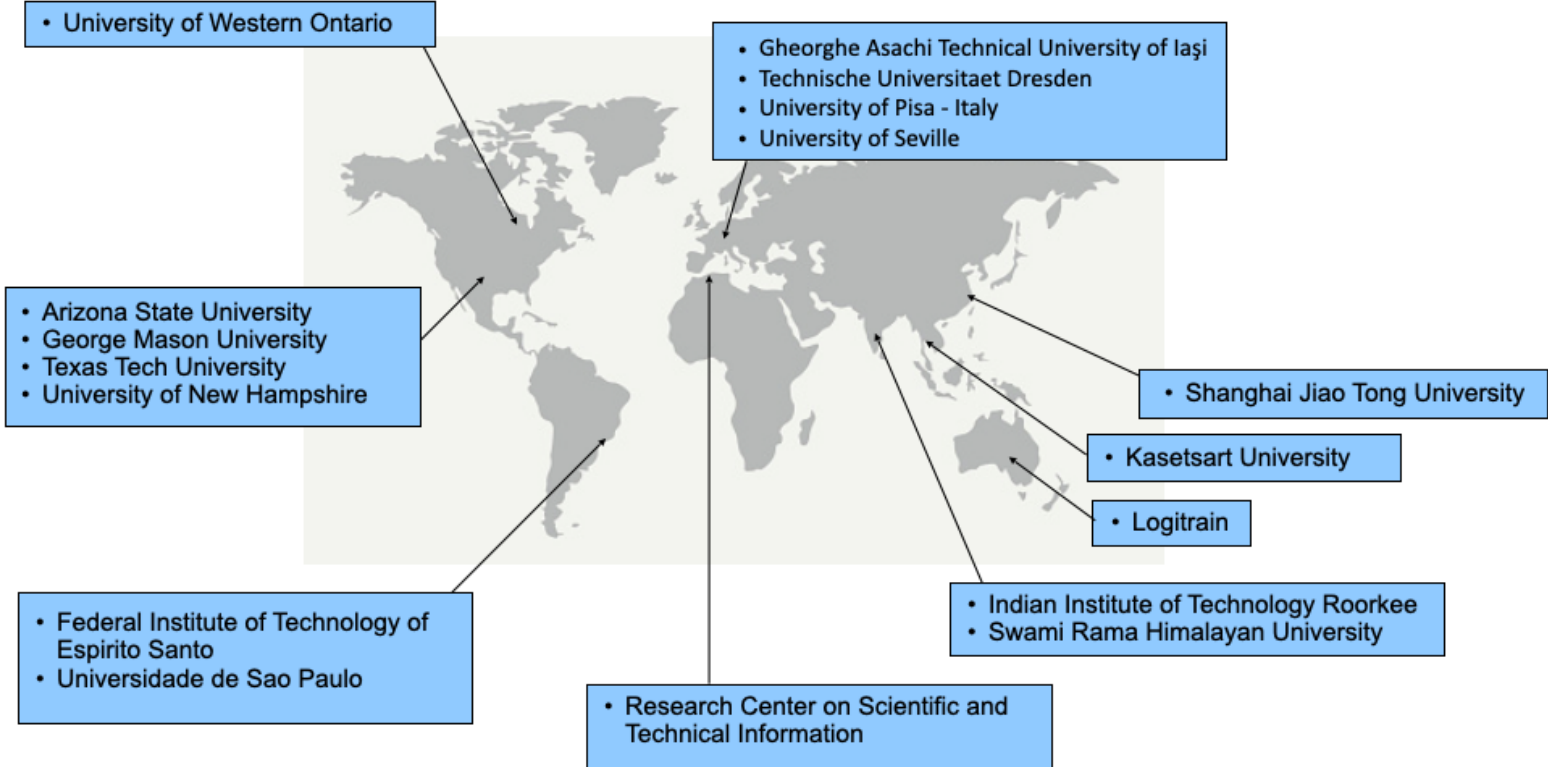 • University of Western Ontario
• Gheorghe Asachi Technical University of Iaşi
• Technische Universitaet Dresden
• University of Pisa - Italy
• University of Seville
• Arizona State University
• George Mason University
• Texas Tech University
• University of New Hampshire
• Shanghai Jiao Tong University
• Kasetsart University
• Logitrain
• Indian Institute of Technology Roorkee
• Swami Rama Himalayan University
• Federal Institute of Technology of
Espirito Santo
• Universidade de Sao Paulo
• Research Center on Scientific and
Technical Information